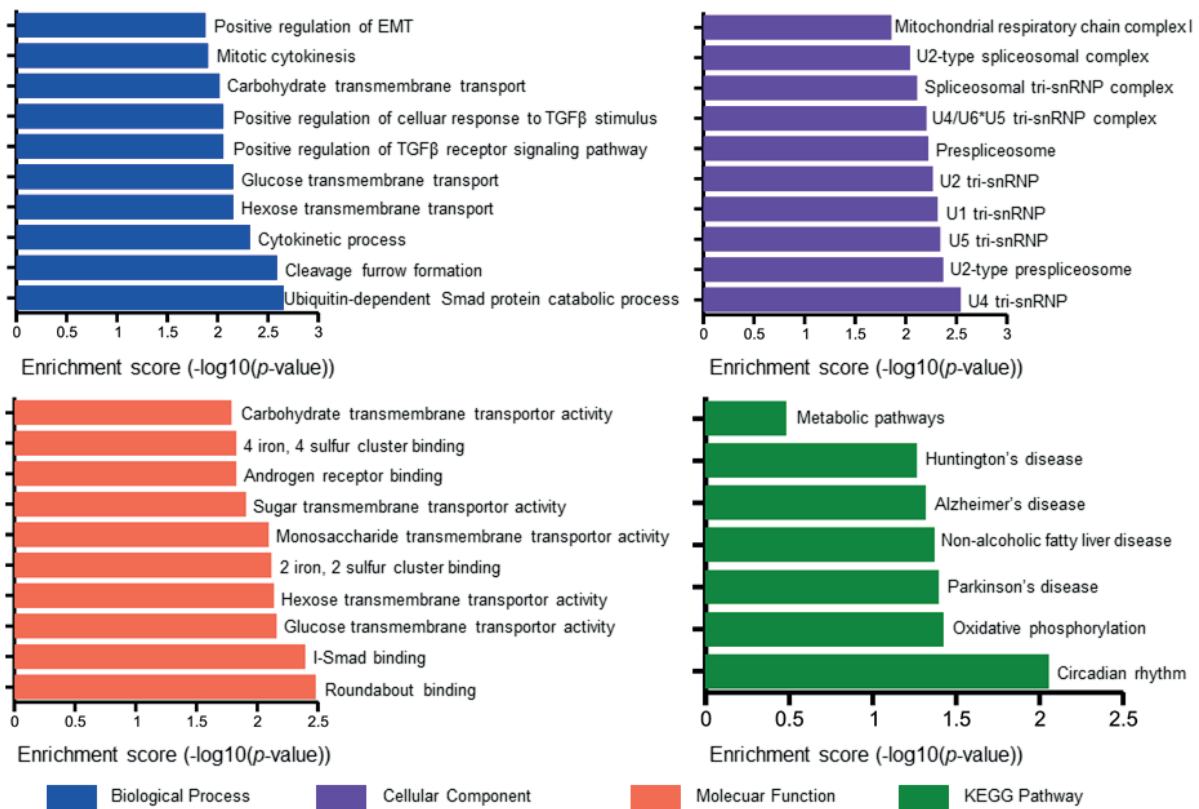 Positive regulation of EMT
Mitotic cytokinesis
Carbohydrate transmembrane transport
Positive regulation of celluar response to TGFβ stimulus
Positive regulation of TGFβ receptor signaling pathway
Glucose transmembrane transport
Hexose transmembrane transport
Cytokinetic process
Cleavage furrow formation
Ubiquitin-dependent Smad protein catabolic process
0 0.5 1 1.5 2 2.5 3
Enrichment score (-log10(p-value))
Mitochondrial respiratory chain complex I
U2-type spliceosomal complex
Spliceosomal tri-snRNP complex
U4/U6*U5 tri-snRNP complex
Prespliceosome
U2 tri-snRNP
U1 tri-snRNP
U5 tri-snRNP
U2-type prespliceosome
U4 tri-snRNP
0 0.5 1 1.5 2 2.5 3
Enrichment score (-log10(p-value))
Carbohydrate transmembrane transportor activity
4 iron, 4 sulfur cluster binding
Androgen receptor binding
Sugar transmembrane transportor activity
Monosaccharide transmembrane transportor activity
2 iron, 2 sulfur cluster binding
Hexose transmembrane transportor activity
Glucose transmembrane transportor activity
I-Smad binding
Roundabout binding
0 0.5 1 1.5 2 2.5
Enrichment score (-log10(p-value))
Metabolic pathways
Huntington's disease
Alzheimer's disease
Non-alcoholic fatty liver disease
Parkinson's disease
Oxidative phosphorylation
Circadian rhythm
0 0.5 1 1.5 2 2.5
Enrichment score (-log10(p-value))
Biological Process Cellular Component Molecuar Function KEGG Pathway